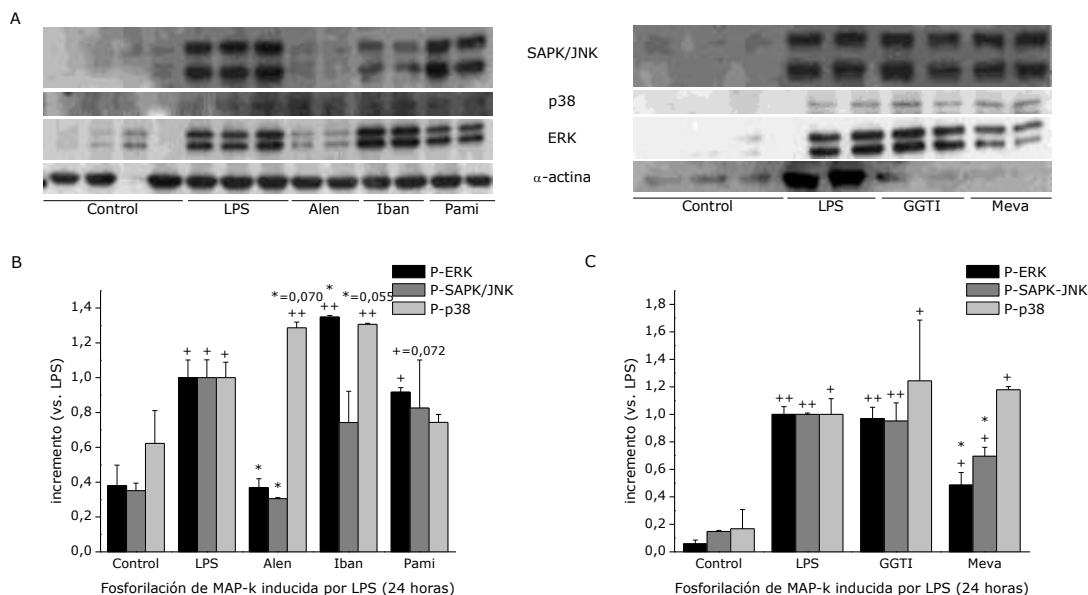 A
SAPK/JNK
p38
ERK
α-actina
Control LPS Alen Iban Pami
Control LPS GGTI Meva
B
P-ERK
P-SAPK/JNK
P-p38
*=0,070
++
*
++
*=0,055
++
+=0,072
+ + +
+
* *
incremento (vs. LPS)
1,4
1,2
1,0
0,8
0,6
0,4
0,2
0,0
Control LPS Alen Iban Pami
Fosforilación de MAP-k inducida por LPS (24 horas)
C
P-ERK
P-SAPK-JNK
P-p38
+
++ ++ +
++ ++
+
* *
+ +
incremento (vs. LPS)
1,8
1,6
1,4
1,2
1,0
0,8
0,6
0,4
0,2
0,0
Control LPS GGTI Meva
Fosforilación de MAP-k inducida por LPS (24 horas)